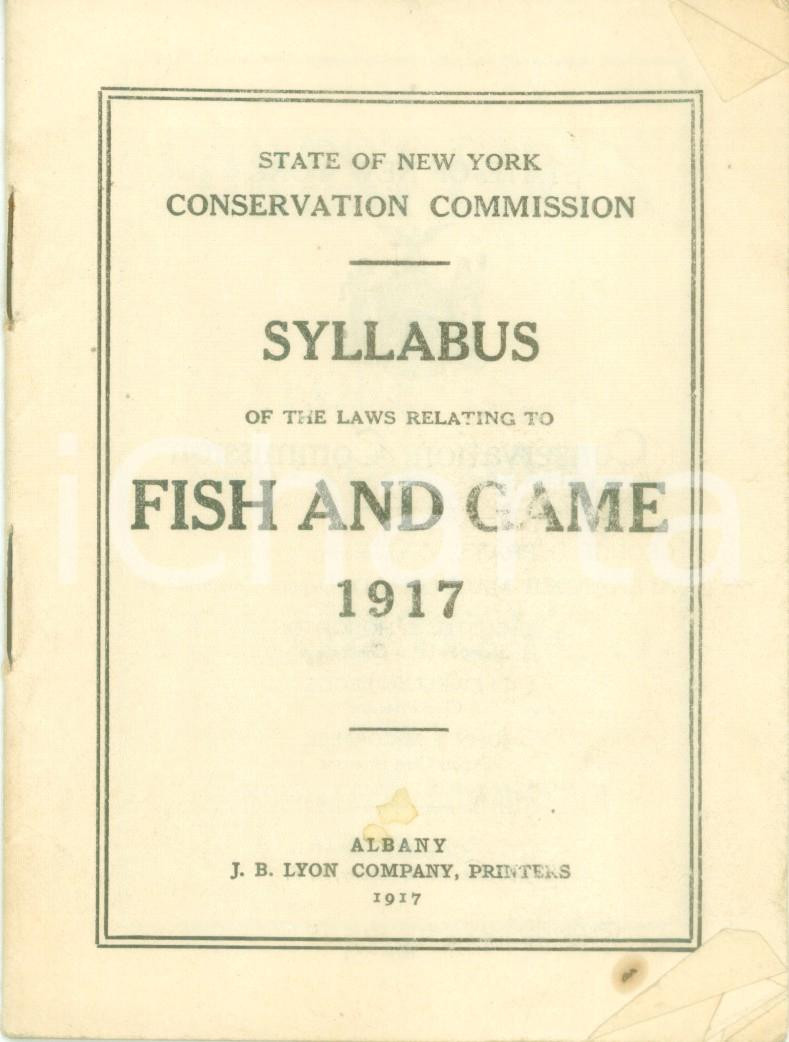 STATE OF NEW YORK
CONSERVATION COMMISSION
SYLLABUS
OF THE LAWS RELATING TO
FISH AND GAME
1917
ALBANY
J. B. LYON COMPANY, PRINTERS
1917
iCharta